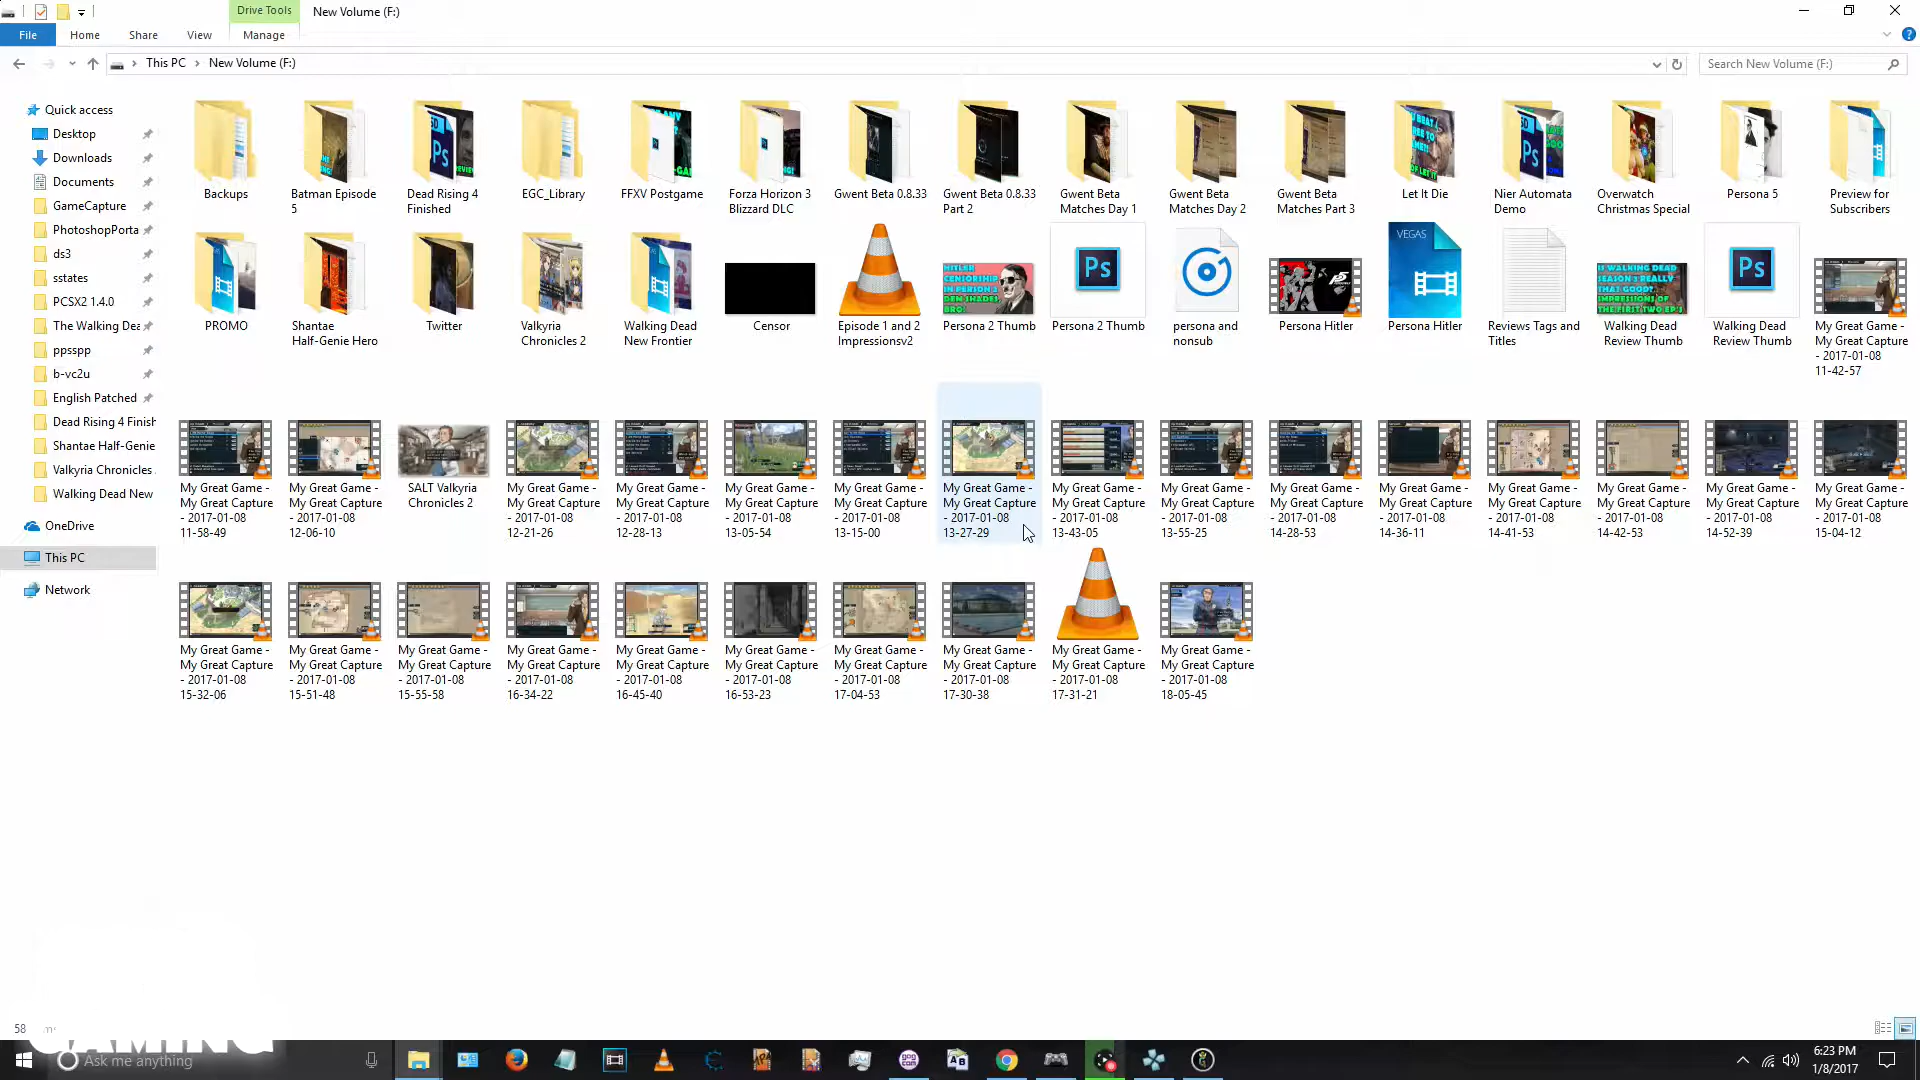 Drive Tools
New Volume (F:)
File
Home
Share
View
Manage
This PC
New Volume (F:)
Search New Volume (F:)
Quick access
Desktop
Downloads
Documents
GameCapture
PhotoshopPorta
ds3
sstates
PCSX2 1.4.0
The Walking Dea
ppsspp
b-vc2u
English Patched
Dead Rising 4 Finish
Shantae Half-Genie
Valkyria Chronicles
Walking Dead New
OneDrive
This PC
Network
Backups
Batman Episode
5
Dead Rising 4
Finished
EGC_Library
FFXV Postgame
Forza Horizon 3
Blizzard DLC
Gwent Beta 0.8.33
Gwent Beta 0.8.33
Part 2
Gwent Beta
Matches Day 1
Gwent Beta
Matches Day 2
Gwent Beta
Matches Part 3
Let It Die
Nier Automata
Demo
Overwatch
Christmas Special
Persona 5
Preview for
Subscribers
PROMO
Shantae
Half-Genie Hero
Twitter
Valkyria
Chronicles 2
Walking Dead
New Frontier
Censor
Episode 1 and 2
Impressionsv2
HITLER
CENSORSHIP
IN PERSON 2
DEM SHADES,
BRO!
Persona 2 Thumb
Ps
Persona 2 Thumb
persona and
nonsub
Persona Hitler
VEGAS
Persona Hitler
Reviews Tags and
Titles
IS WALKING DEAD
SEASON 3 REALLY
THAT GOOD?
IMPRESSIONS OF
THE FIRST TWO EP'S
Walking Dead
Review Thumb
Ps
Walking Dead
Review Thumb
My Great Game -
My Great Capture
- 2017-01-08
11-42-57
My Great Game -
My Great Capture
- 2017-01-08
11-58-49
My Great Game -
My Great Capture
- 2017-01-08
12-06-10
SALT Valkyria
Chronicles 2
My Great Game -
My Great Capture
- 2017-01-08
12-21-26
My Great Game -
My Great Capture
- 2017-01-08
12-28-13
My Great Game -
My Great Capture
- 2017-01-08
13-05-54
My Great Game -
My Great Capture
- 2017-01-08
13-15-00
My Great Game -
My Great Capture
- 2017-01-08
13-27-29
My Great Game -
My Great Capture
- 2017-01-08
13-43-05
My Great Game -
My Great Capture
- 2017-01-08
13-55-25
My Great Game -
My Great Capture
- 2017-01-08
14-28-53
My Great Game -
My Great Capture
- 2017-01-08
14-36-11
My Great Game -
My Great Capture
- 2017-01-08
14-41-53
My Great Game -
My Great Capture
- 2017-01-08
14-42-53
My Great Game -
My Great Capture
- 2017-01-08
14-52-39
My Great Game -
My Great Capture
- 2017-01-08
15-04-12
My Great Game -
My Great Capture
- 2017-01-08
15-32-06
My Great Game -
My Great Capture
- 2017-01-08
15-51-48
My Great Game -
My Great Capture
- 2017-01-08
15-55-58
My Great Game -
My Great Capture
- 2017-01-08
16-34-22
My Great Game -
My Great Capture
- 2017-01-08
16-45-40
My Great Game -
My Great Capture
- 2017-01-08
16-53-23
My Great Game -
My Great Capture
- 2017-01-08
17-04-53
My Great Game -
My Great Capture
- 2017-01-08
17-30-38
My Great Game -
My Great Capture
- 2017-01-08
17-31-21
My Great Game -
My Great Capture
- 2017-01-08
18-05-45
58
GAMING
Ask me anything
6:23 PM
1/8/2017